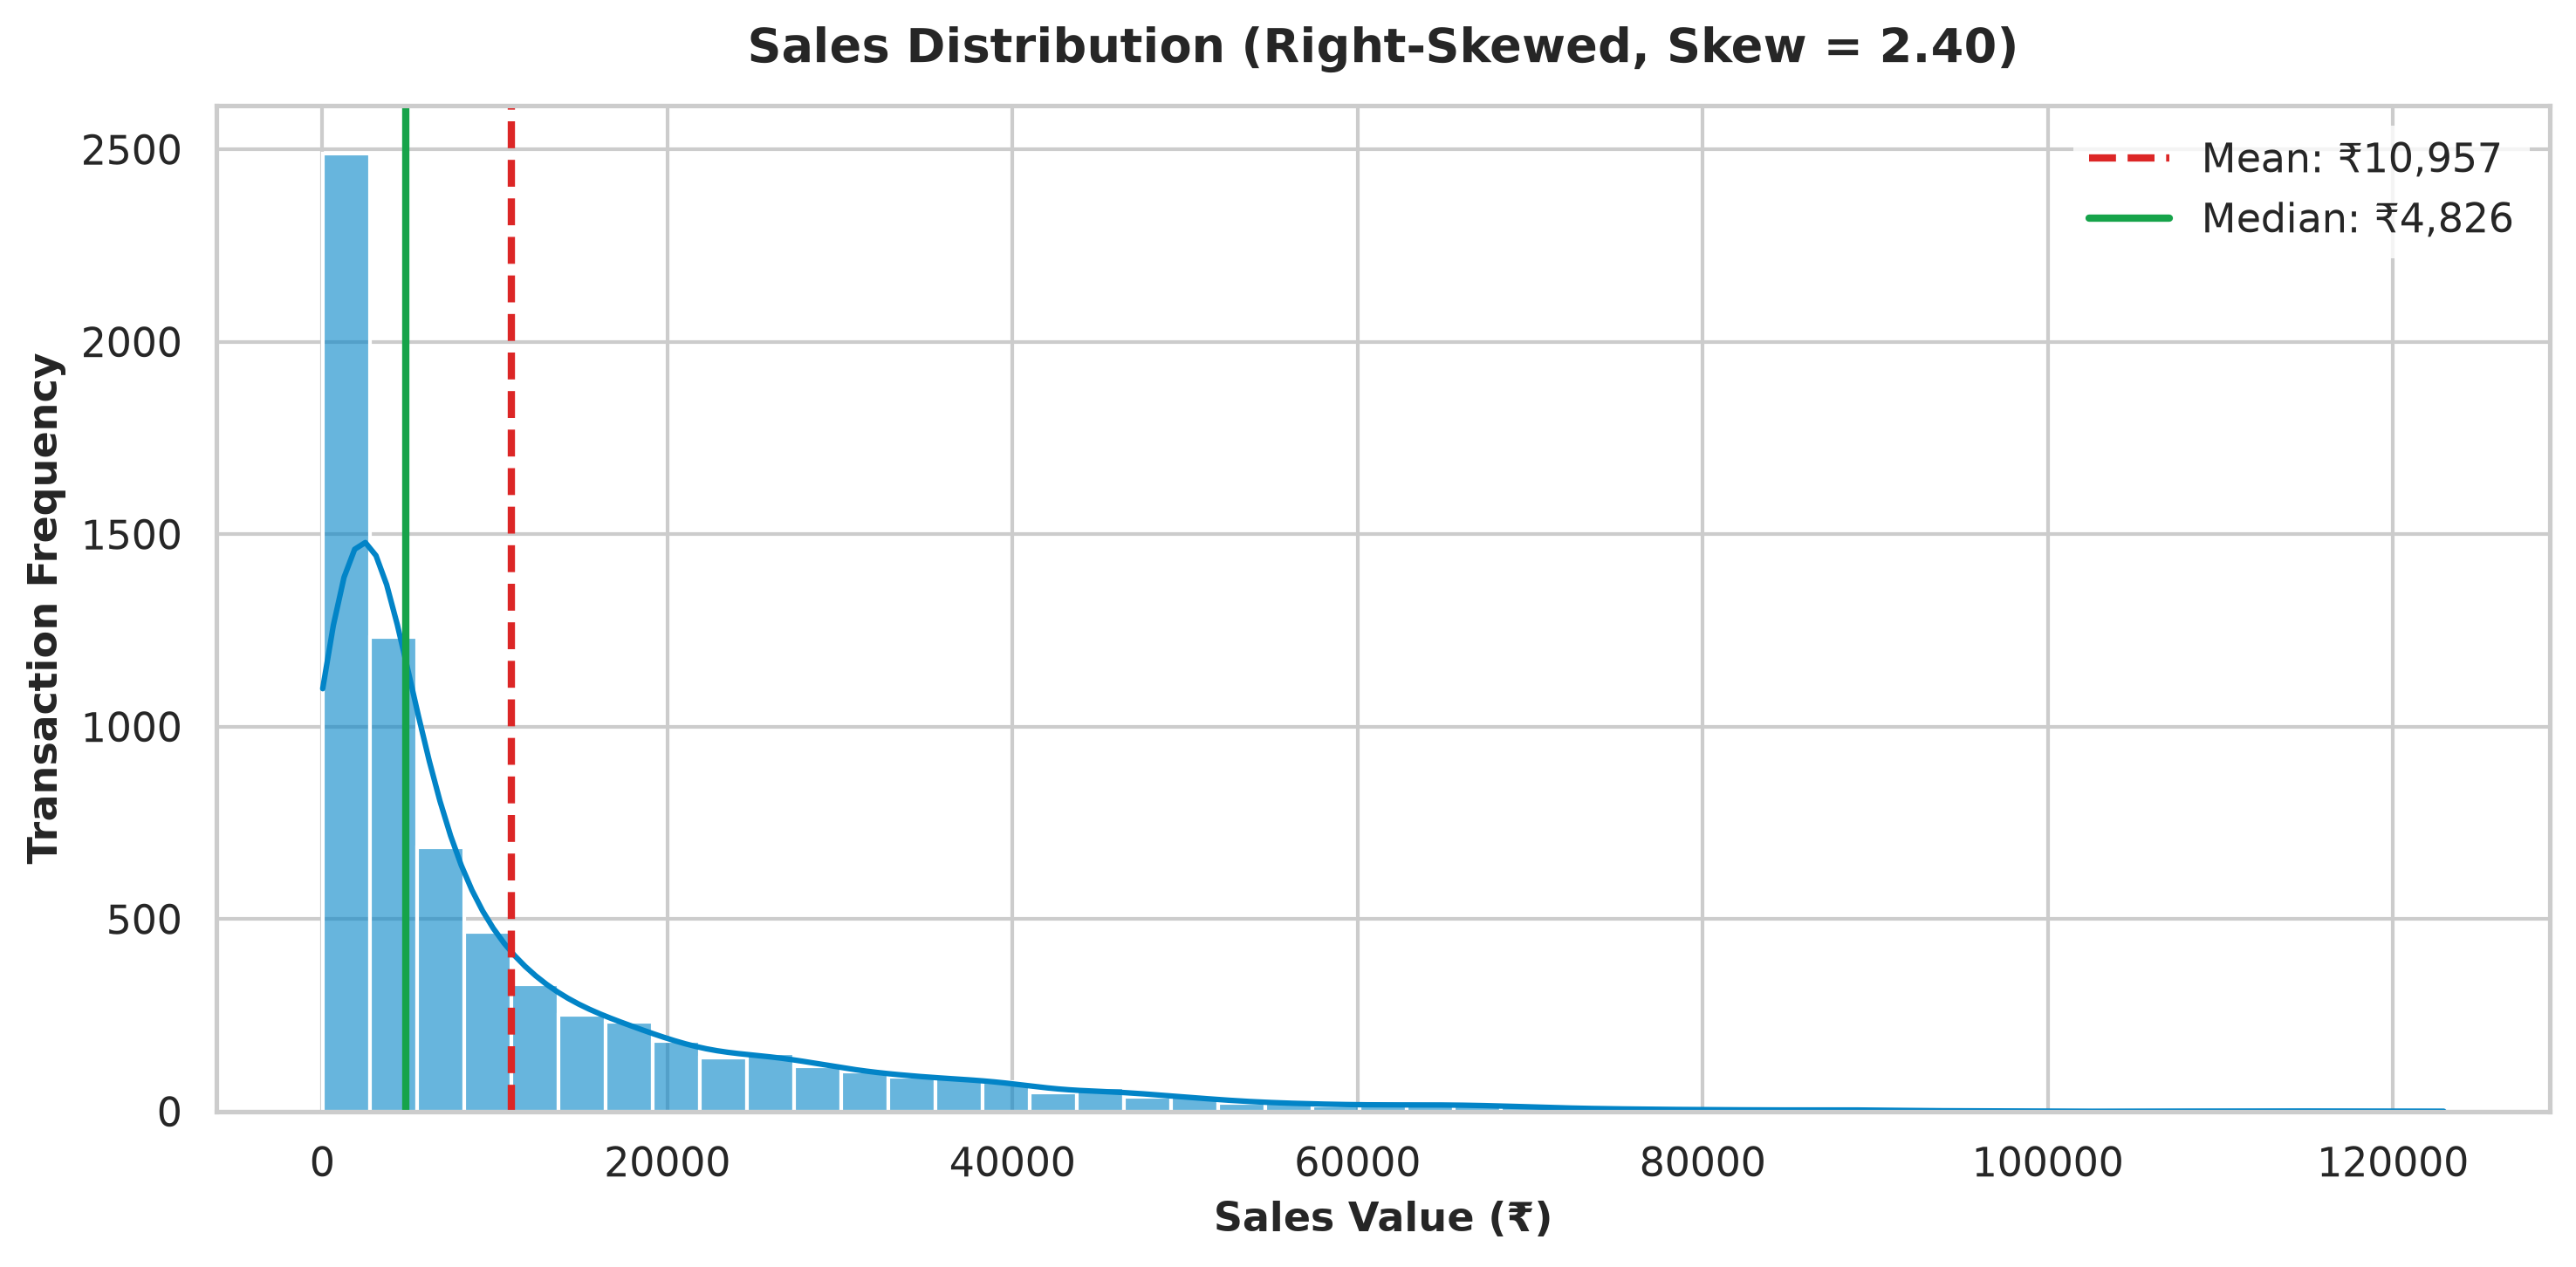 Sales Distribution (Right-Skewed, Skew = 2.40)
Mean: ₹10,957
Median: ₹4,826
Transaction Frequency
2500
2000
1500
1000
500
0
0 20000 40000 60000 80000 100000 120000
Sales Value (₹)